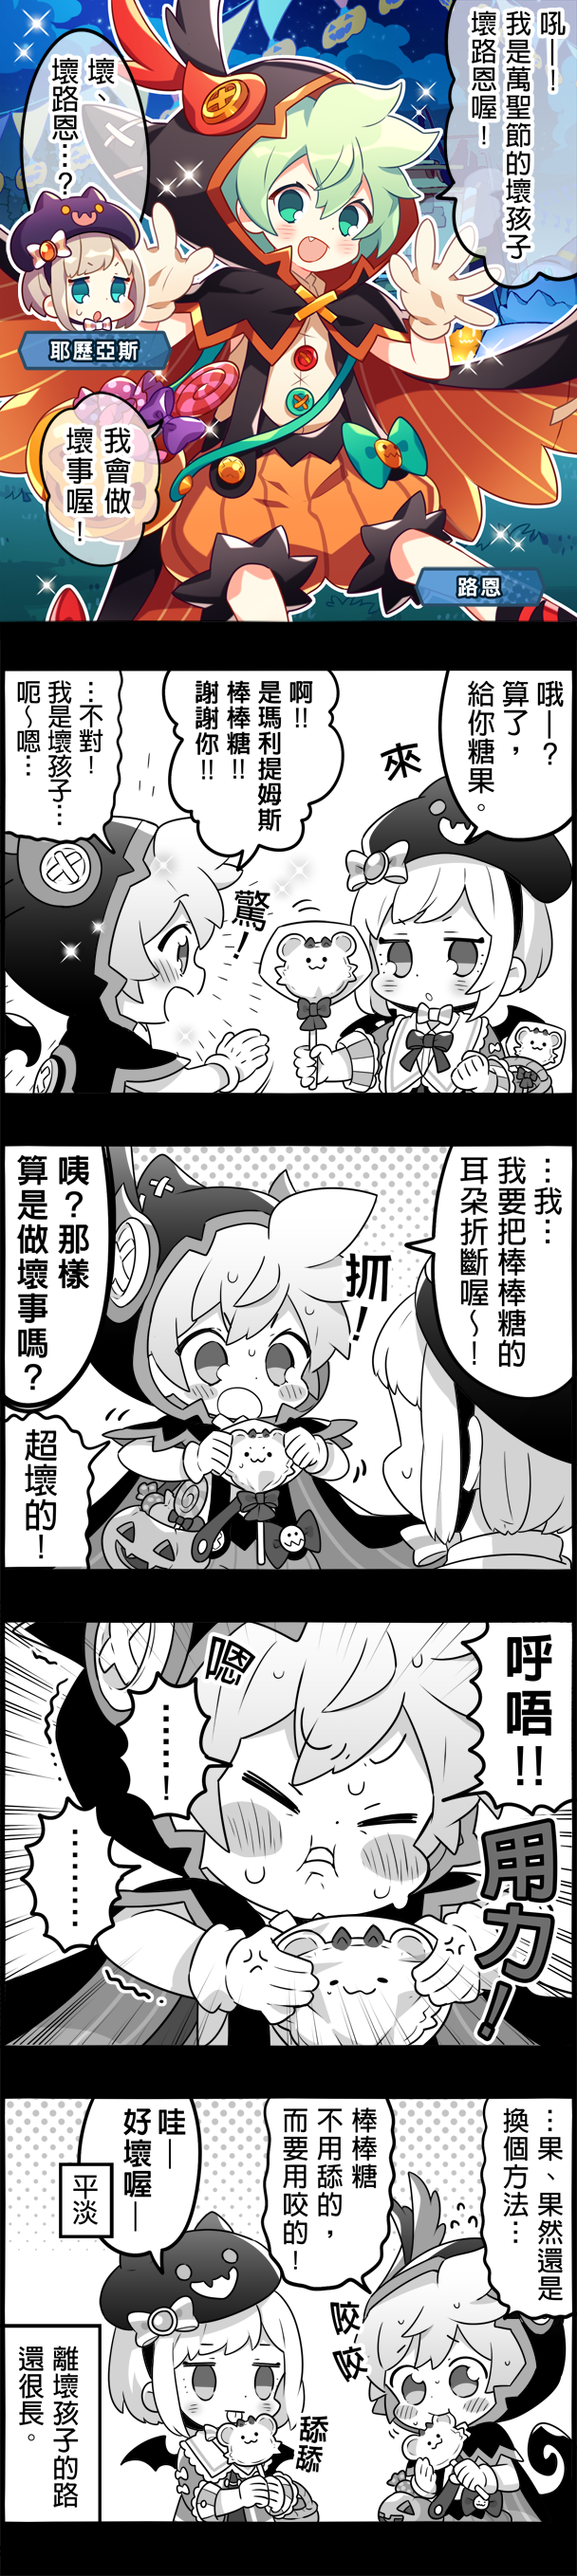 吼—！
我是萬聖節的壞孩子
壞路恩喔！
壞、
壞路恩…？
耶歷亞斯
我會做
壞事喔！
路恩
哦—？
算了，
給你糖果。
來
啊!!
是瑪利提姆斯
棒棒糖!!
謝謝你!!
驚！
…不對！
我是壞孩子…
呃～嗯…
…我…
我要把棒棒糖的
耳朵折斷喔～！
抓！
咦？那樣
算是做壞事嗎？
超壞的！
呼唔!!
用力！
嗯
……！
………
…果、果然還是
換個方法…
棒棒糖
不用舔的，
而要用咬的！
咬咬
哇—
好壞喔—
平淡
舔舔
離壞孩子的路
還很長。